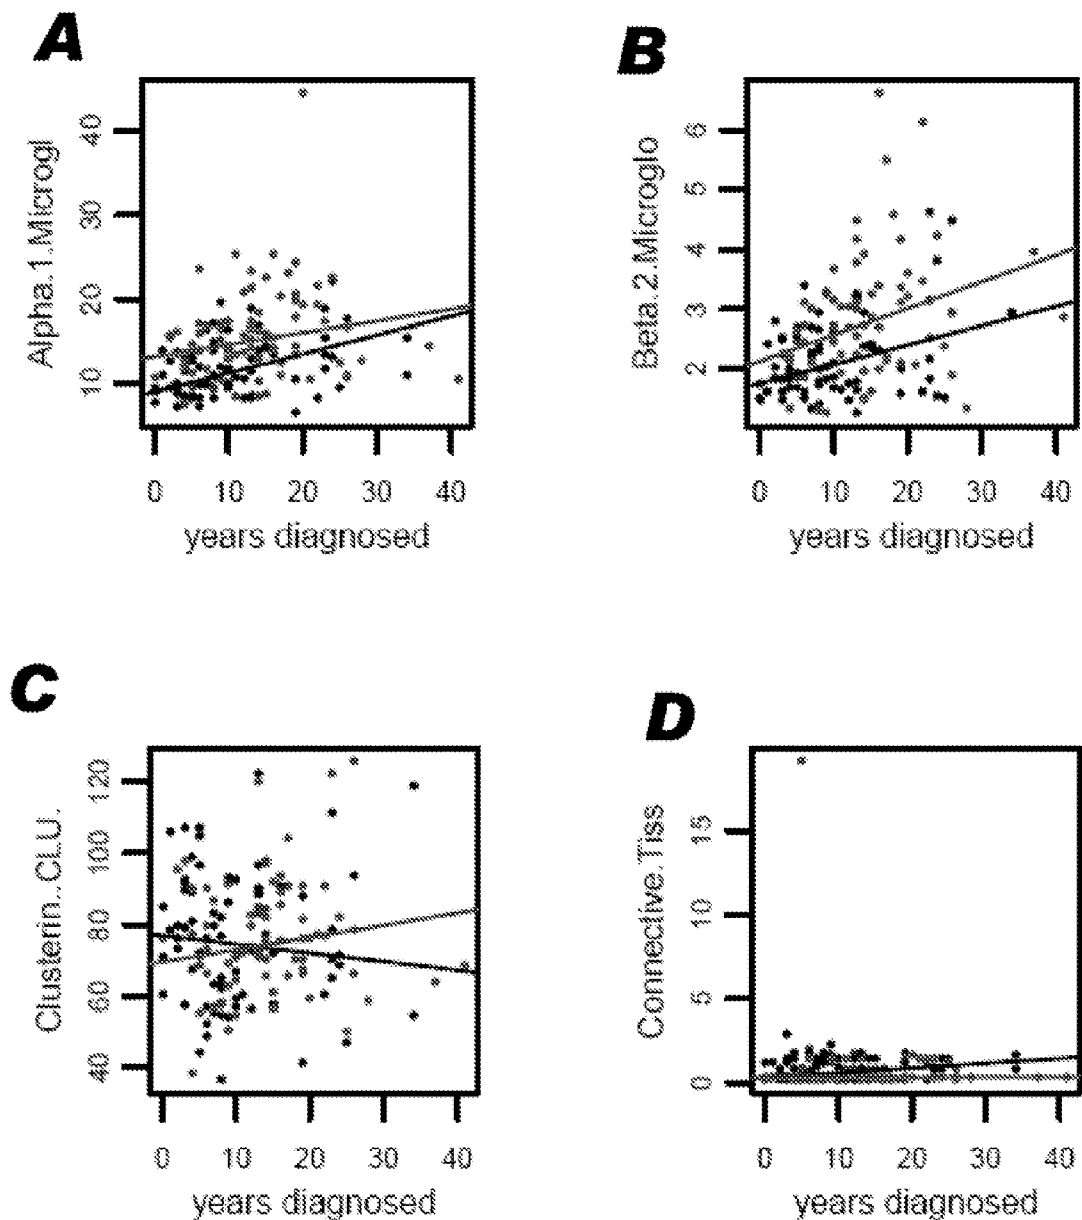 A
B
Alpha.1.Microgl
10
20
30
40
0 10 20 30 40
years diagnosed
Beta.2.Microglo
2
3
4
5
6
0 10 20 30 40
years diagnosed
C
D
Clusterin..CLU.
40
60
80
100
120
0 10 20 30 40
years diagnosed
Connective.Tiss
0
5
10
15
0 10 20 30 40
years diagnosed